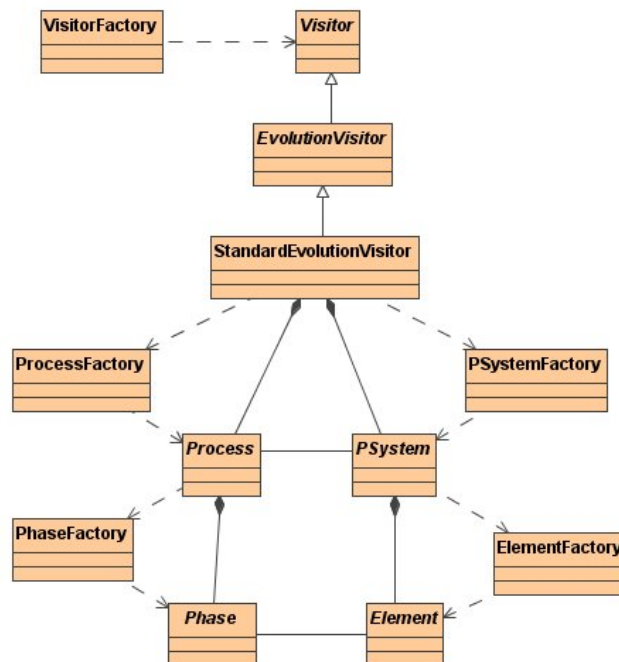 VisitorFactory
Visitor
EvolutionVisitor
StandardEvolutionVisitor
ProcessFactory
PSystemFactory
Process
PSystem
PhaseFactory
ElementFactory
Phase
Element